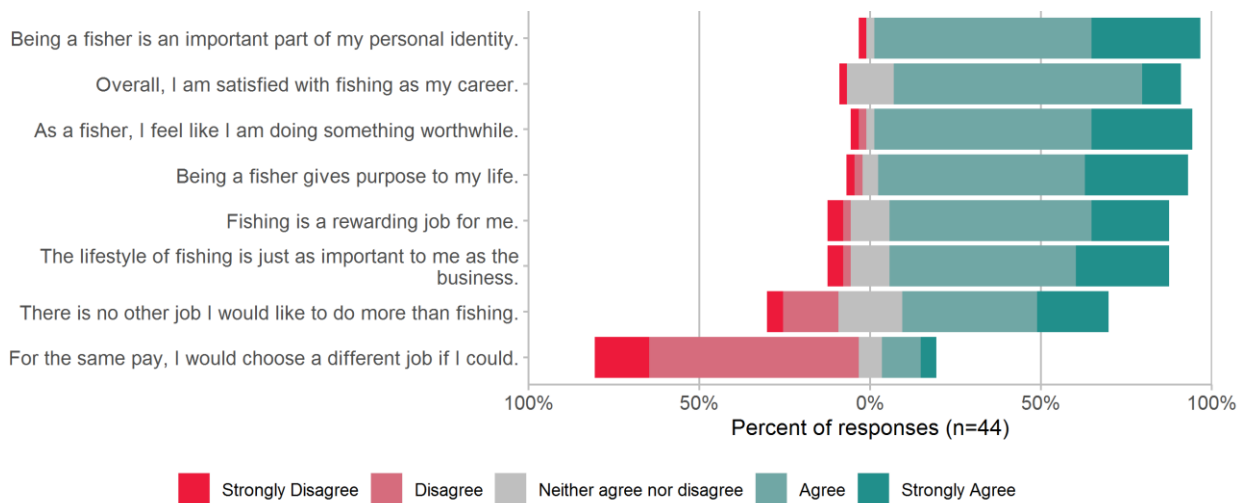 Being a fisher is an important part of my personal identity.
Overall, I am satisfied with fishing as my career.
As a fisher, I feel like I am doing something worthwhile.
Being a fisher gives purpose to my life.
Fishing is a rewarding job for me.
The lifestyle of fishing is just as important to me as the
business.
There is no other job I would like to do more than fishing.
For the same pay, I would choose a different job if I could.
100% 50% 0% 50% 100%
Percent of responses (n=44)
Strongly Disagree Disagree Neither agree nor disagree Agree Strongly Agree